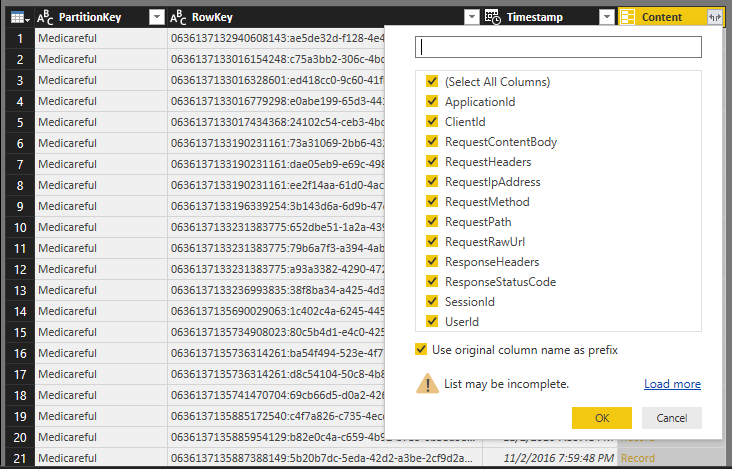 PartitionKey RowKey Timestamp Content
1 Medicareful 0636137132940608143:ae5de32d-f128-4e4
2 Medicareful 0636137133016154248:c75a3bb2-306c-4bc
3 Medicareful 0636137133016328601:ed418cc0-9c60-41f
4 Medicareful 0636137133016779298:e0abe199-65d3-441
5 Medicareful 0636137133017434368:24102c54-ceb3-4bc
6 Medicareful 0636137133190231161:73a31069-2bb6-43
7 Medicareful 0636137133190231161:dae05eb9-e69c-498
8 Medicareful 0636137133190231161:ee2f14aa-61d0-4ac
9 Medicareful 0636137133196339254:3b143d6a-6d9b-47
10 Medicareful 0636137133231383775:652dbe51-1a2a-439
11 Medicareful 0636137133231383775:79b6a7f3-a394-4ab
12 Medicareful 0636137133231383775:a93a3382-4290-472
13 Medicareful 0636137133236993835:38f8ba34-a425-4d3
14 Medicareful 0636137135690029063:1c402c4a-6245-445
15 Medicareful 0636137135734908023:80c5b4d1-e4c0-425
16 Medicareful 0636137135736314261:ba54f494-523e-4f7
17 Medicareful 0636137135736314261:d8c54104-50c8-4b8
18 Medicareful 0636137135741470704:69cb66d5-d0a2-426
19 Medicareful 0636137135885172540:c4f7a826-c735-4ec
20 Medicareful 0636137135885954129:b82e0c4a-c659-4b92
21 Medicareful 0636137135887388149:5b20b7dc-5eda-42d2-a3be-2cf9d2a... 11/2/2016 7:59:48 PM Record
(Select All Columns)
ApplicationId
ClientId
RequestContentBody
RequestHeaders
RequestIpAddress
RequestMethod
RequestPath
RequestRawUrl
ResponseHeaders
ResponseStatusCode
SessionId
UserId
Use original column name as prefix
List may be incomplete. Load more
OK Cancel